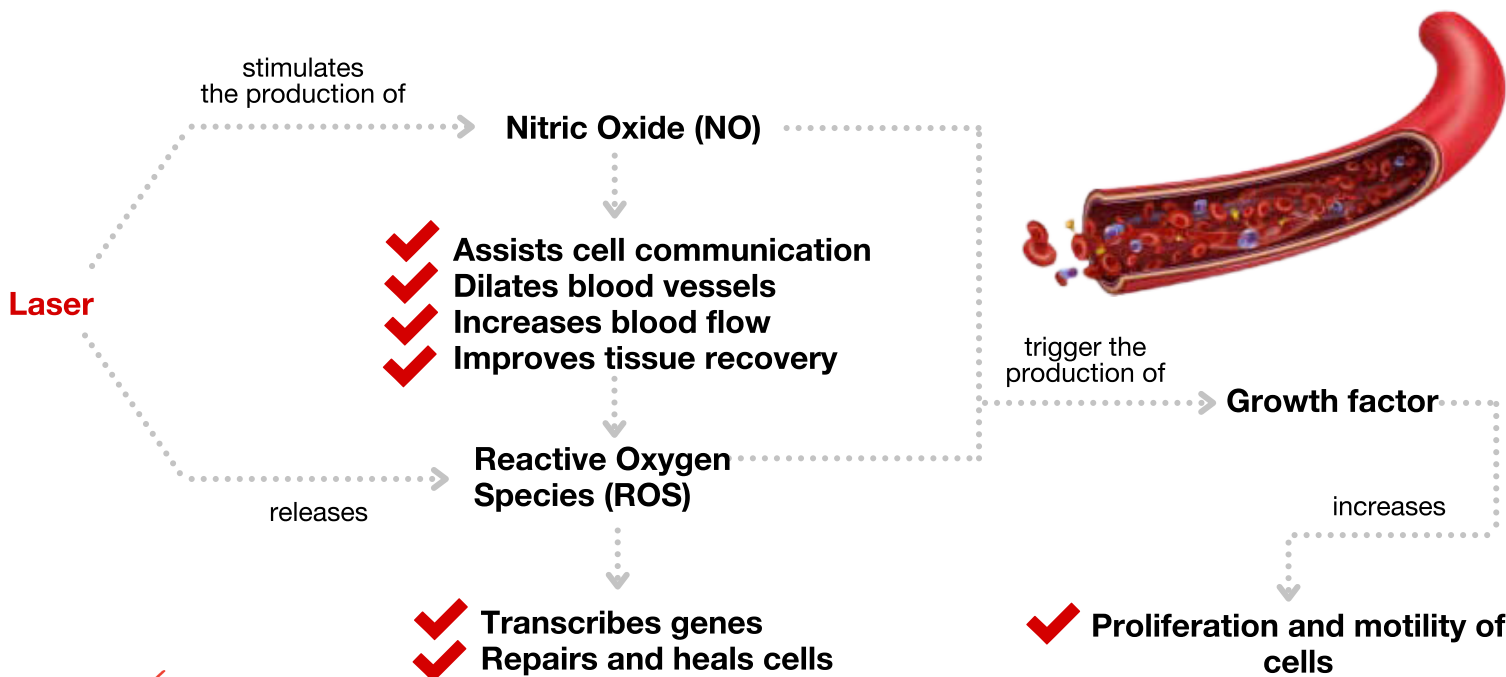 stimulates
the production of
Nitric Oxide (NO)
Assists cell communication
Dilates blood vessels
Increases blood flow
Improves tissue recovery
Laser
trigger the
production of
Growth factor
Reactive Oxygen
Species (ROS)
releases
increases
Transcribes genes
Repairs and heals cells
Proliferation and motility of
cells